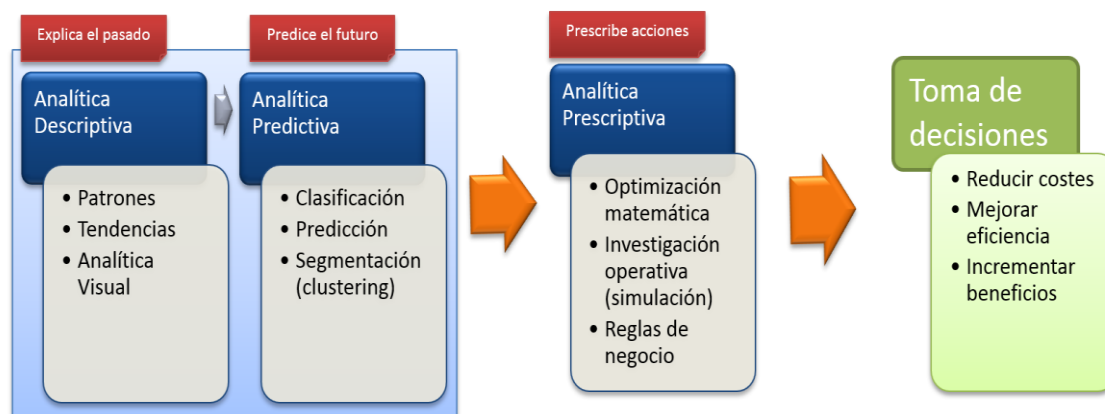 Explica el pasado
Analítica
Descriptiva
• Patrones
• Tendencias
• Analítica
Visual
Predice el futuro
Analítica
Predictiva
• Clasificación
• Predicción
• Segmentación
(clustering)
Prescribe acciones
Analítica
Prescriptiva
• Optimización
matemática
• Investigación
operativa
(simulación)
• Reglas de
negocio
Toma de
decisiones
• Reducir costes
• Mejorar
eficiencia
• Incrementar
beneficios